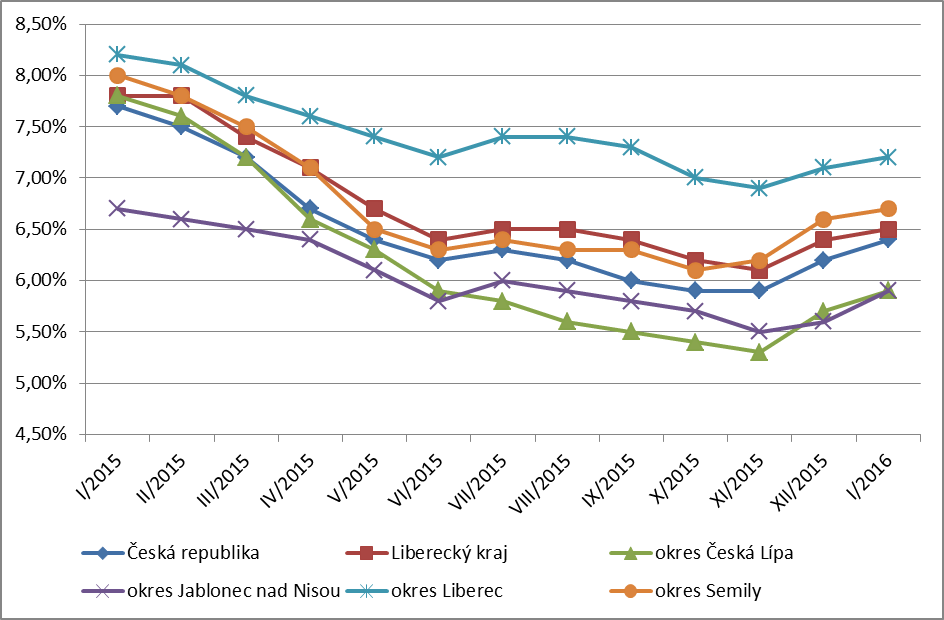 8,50%
8,00%
7,50%
7,00%
6,50%
6,00%
5,50%
5,00%
4,50%
I/2015
II/2015
III/2015
IV/2015
V/2015
VI/2015
VII/2015
VIII/2015
IX/2015
X/2015
XI/2015
XII/2015
I/2016
Česká republika
Liberecký kraj
okres Česká Lípa
okres Jablonec nad Nisou
okres Liberec
okres Semily